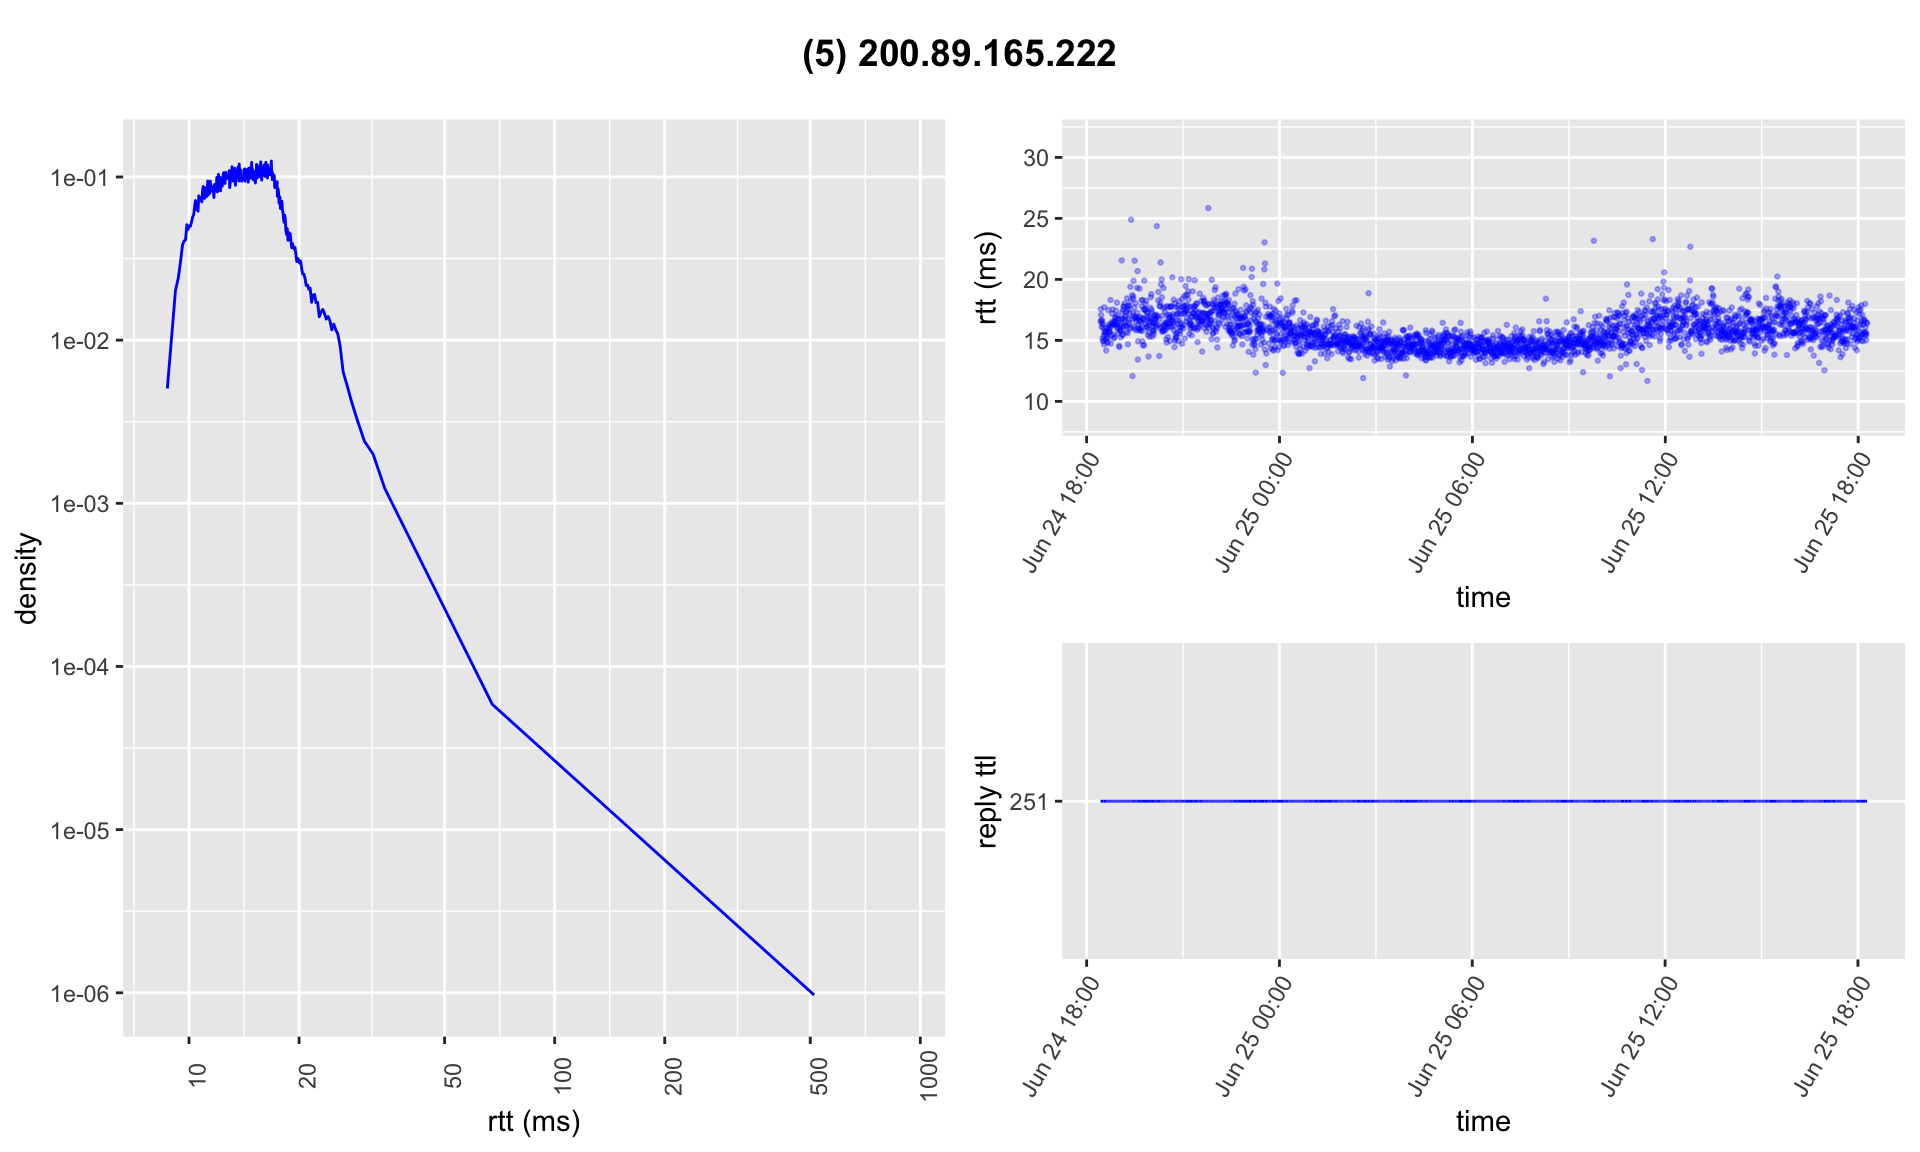 (5) 200.89.165.222
1e-01
1e-02
1e-03
1e-04
1e-05
1e-06
density
10
20
50
100
200
500
1000
rtt (ms)
30
25
20
15
10
rtt (ms)
Jun 24 18:00
Jun 25 00:00
Jun 25 06:00
Jun 25 12:00
Jun 25 18:00
time
251
reply ttl
Jun 24 18:00
Jun 25 00:00
Jun 25 06:00
Jun 25 12:00
Jun 25 18:00
time